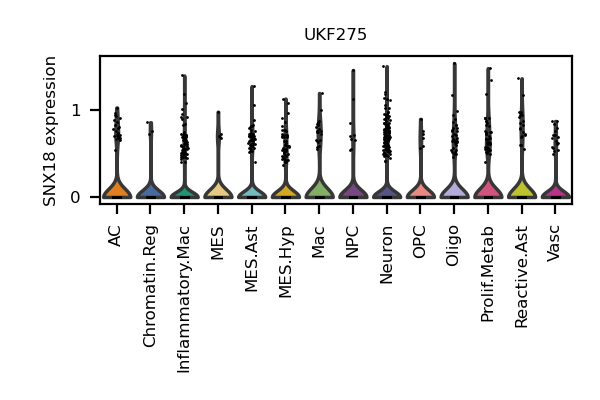 UKF275
SNX18 expression
1
0
AC
Chromatin.Reg
Inflammatory.Mac
MES
MES.Ast
MES.Hyp
Mac
NPC
Neuron
OPC
Oligo
Prolif.Metab
Reactive.Ast
Vasc